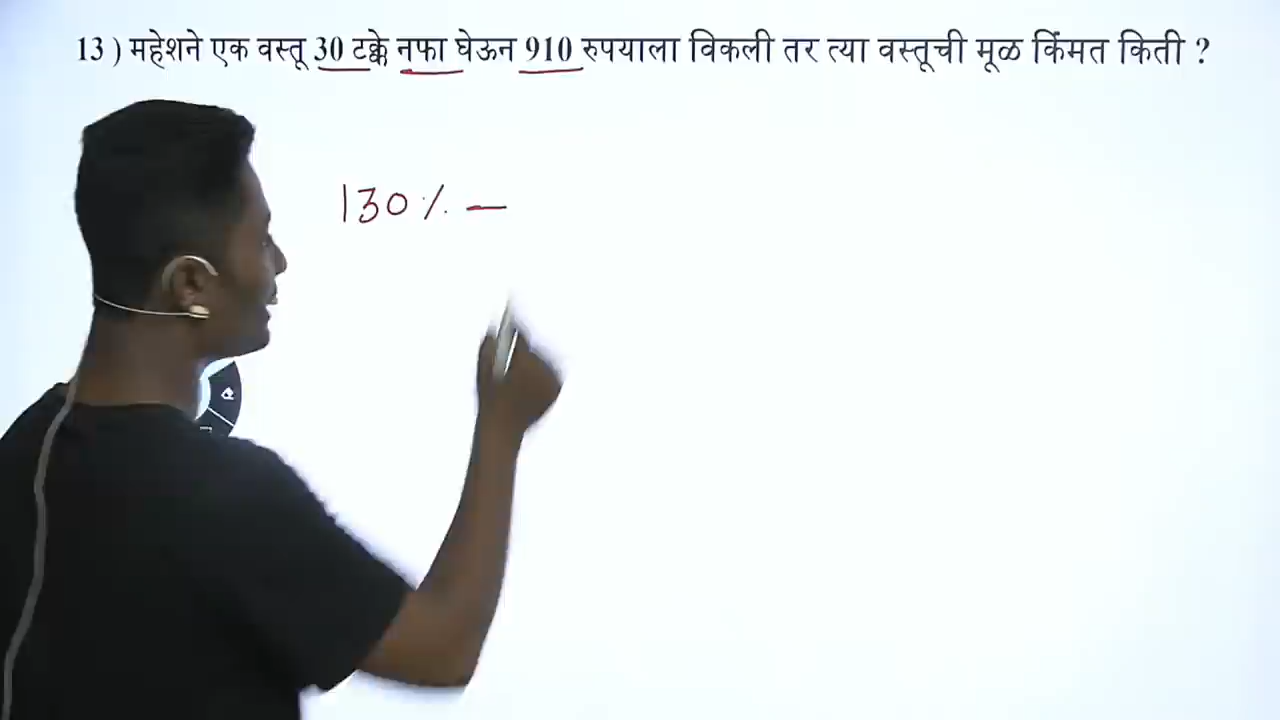 13 ) महेशने एक वस्तू 30 टक्के नफा घेऊन 910 रुपयाला विकली तर त्या वस्तूची मूळ किंमत किती ?
130% —